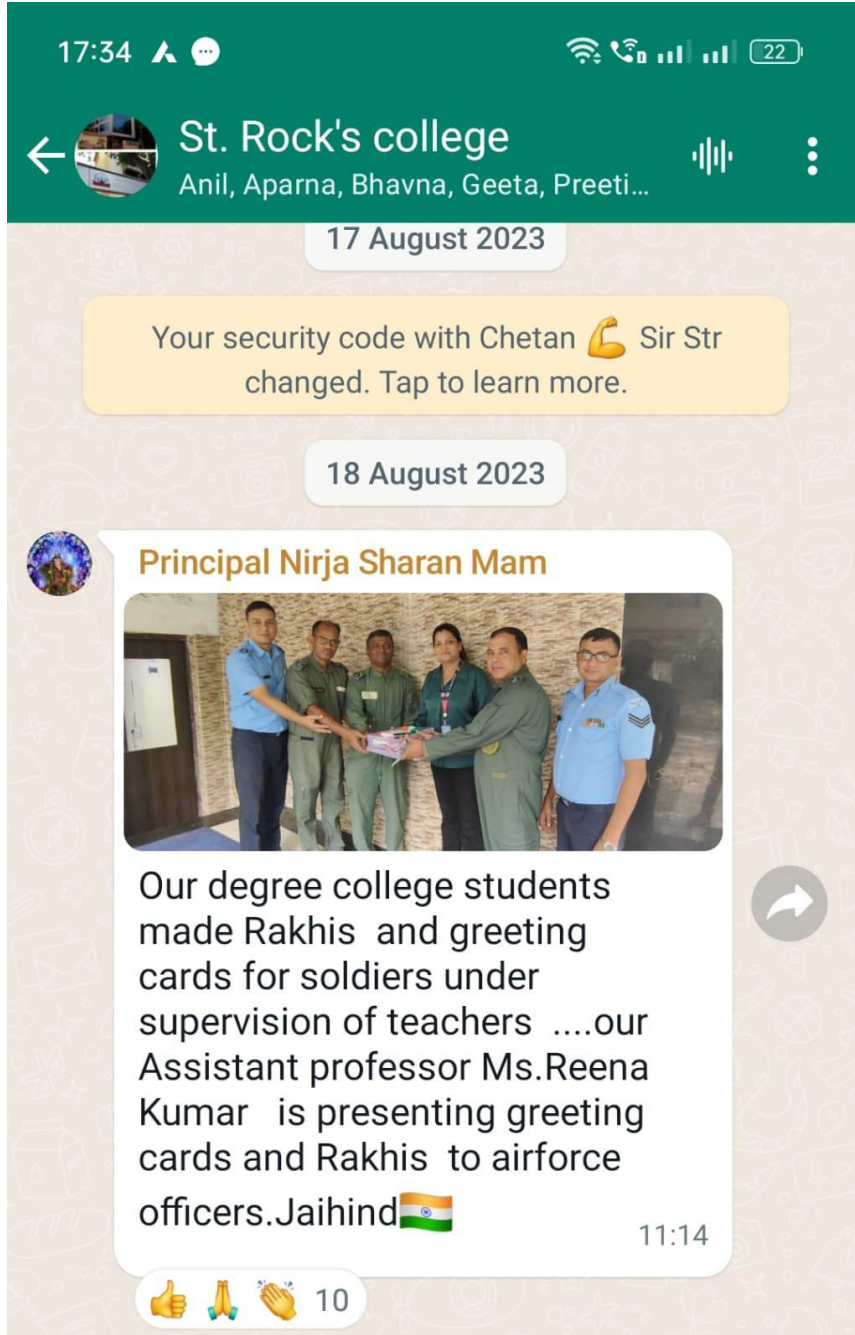 17:34
22
St. Rock's college
Anil, Aparna, Bhavna, Geeta, Preeti...
17 August 2023
Your security code with Chetan 💪 Sir Str
changed. Tap to learn more.
18 August 2023
Principal Nirja Sharan Mam
Our degree college students
made Rakhis  and greeting
cards for soldiers under
supervision of teachers  ....our
Assistant professor Ms.Reena
Kumar   is presenting greeting
cards and Rakhis  to airforce
officers.Jaihind🇮🇳
11:14
👍 🙏 👏 10